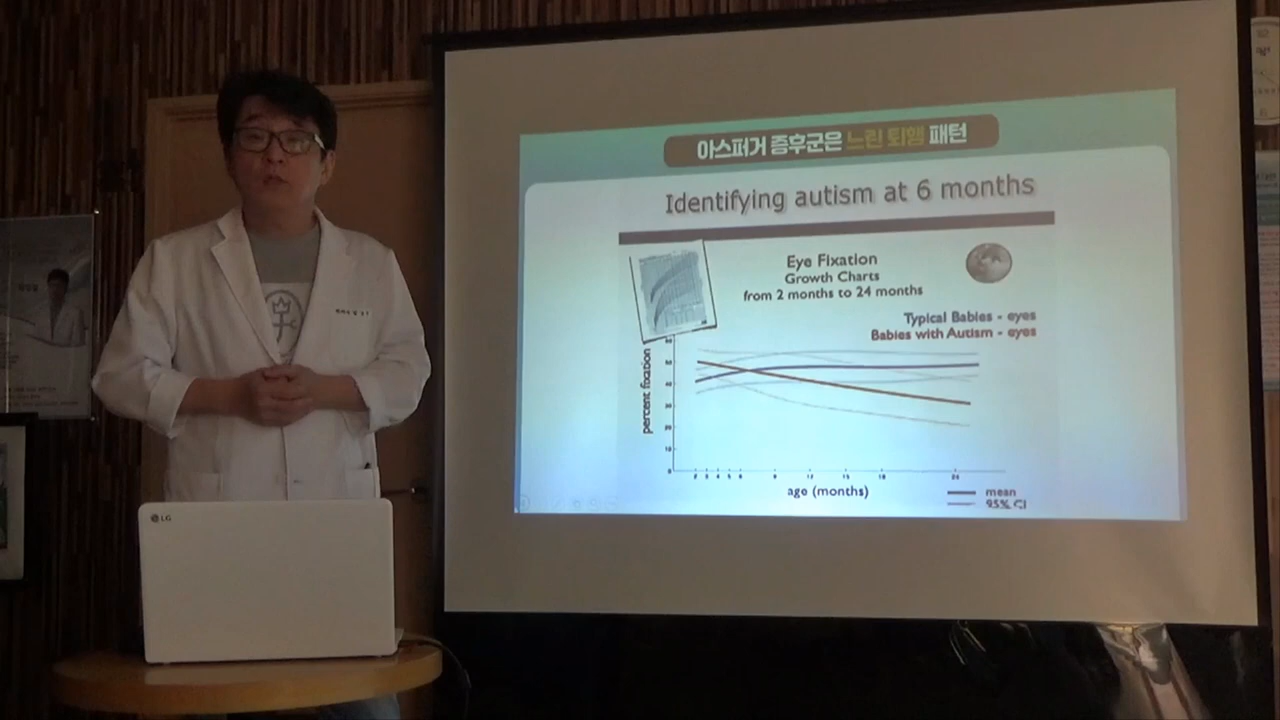 아스퍼거 증후군은 느린 퇴행 패턴
Identifying autism at 6 months
Eye Fixation
Growth Charts
from 2 months to 24 months
Typical Babies - eyes
Babies with Autism - eyes
percent fixation
age (months)
mean
95% CI
LG